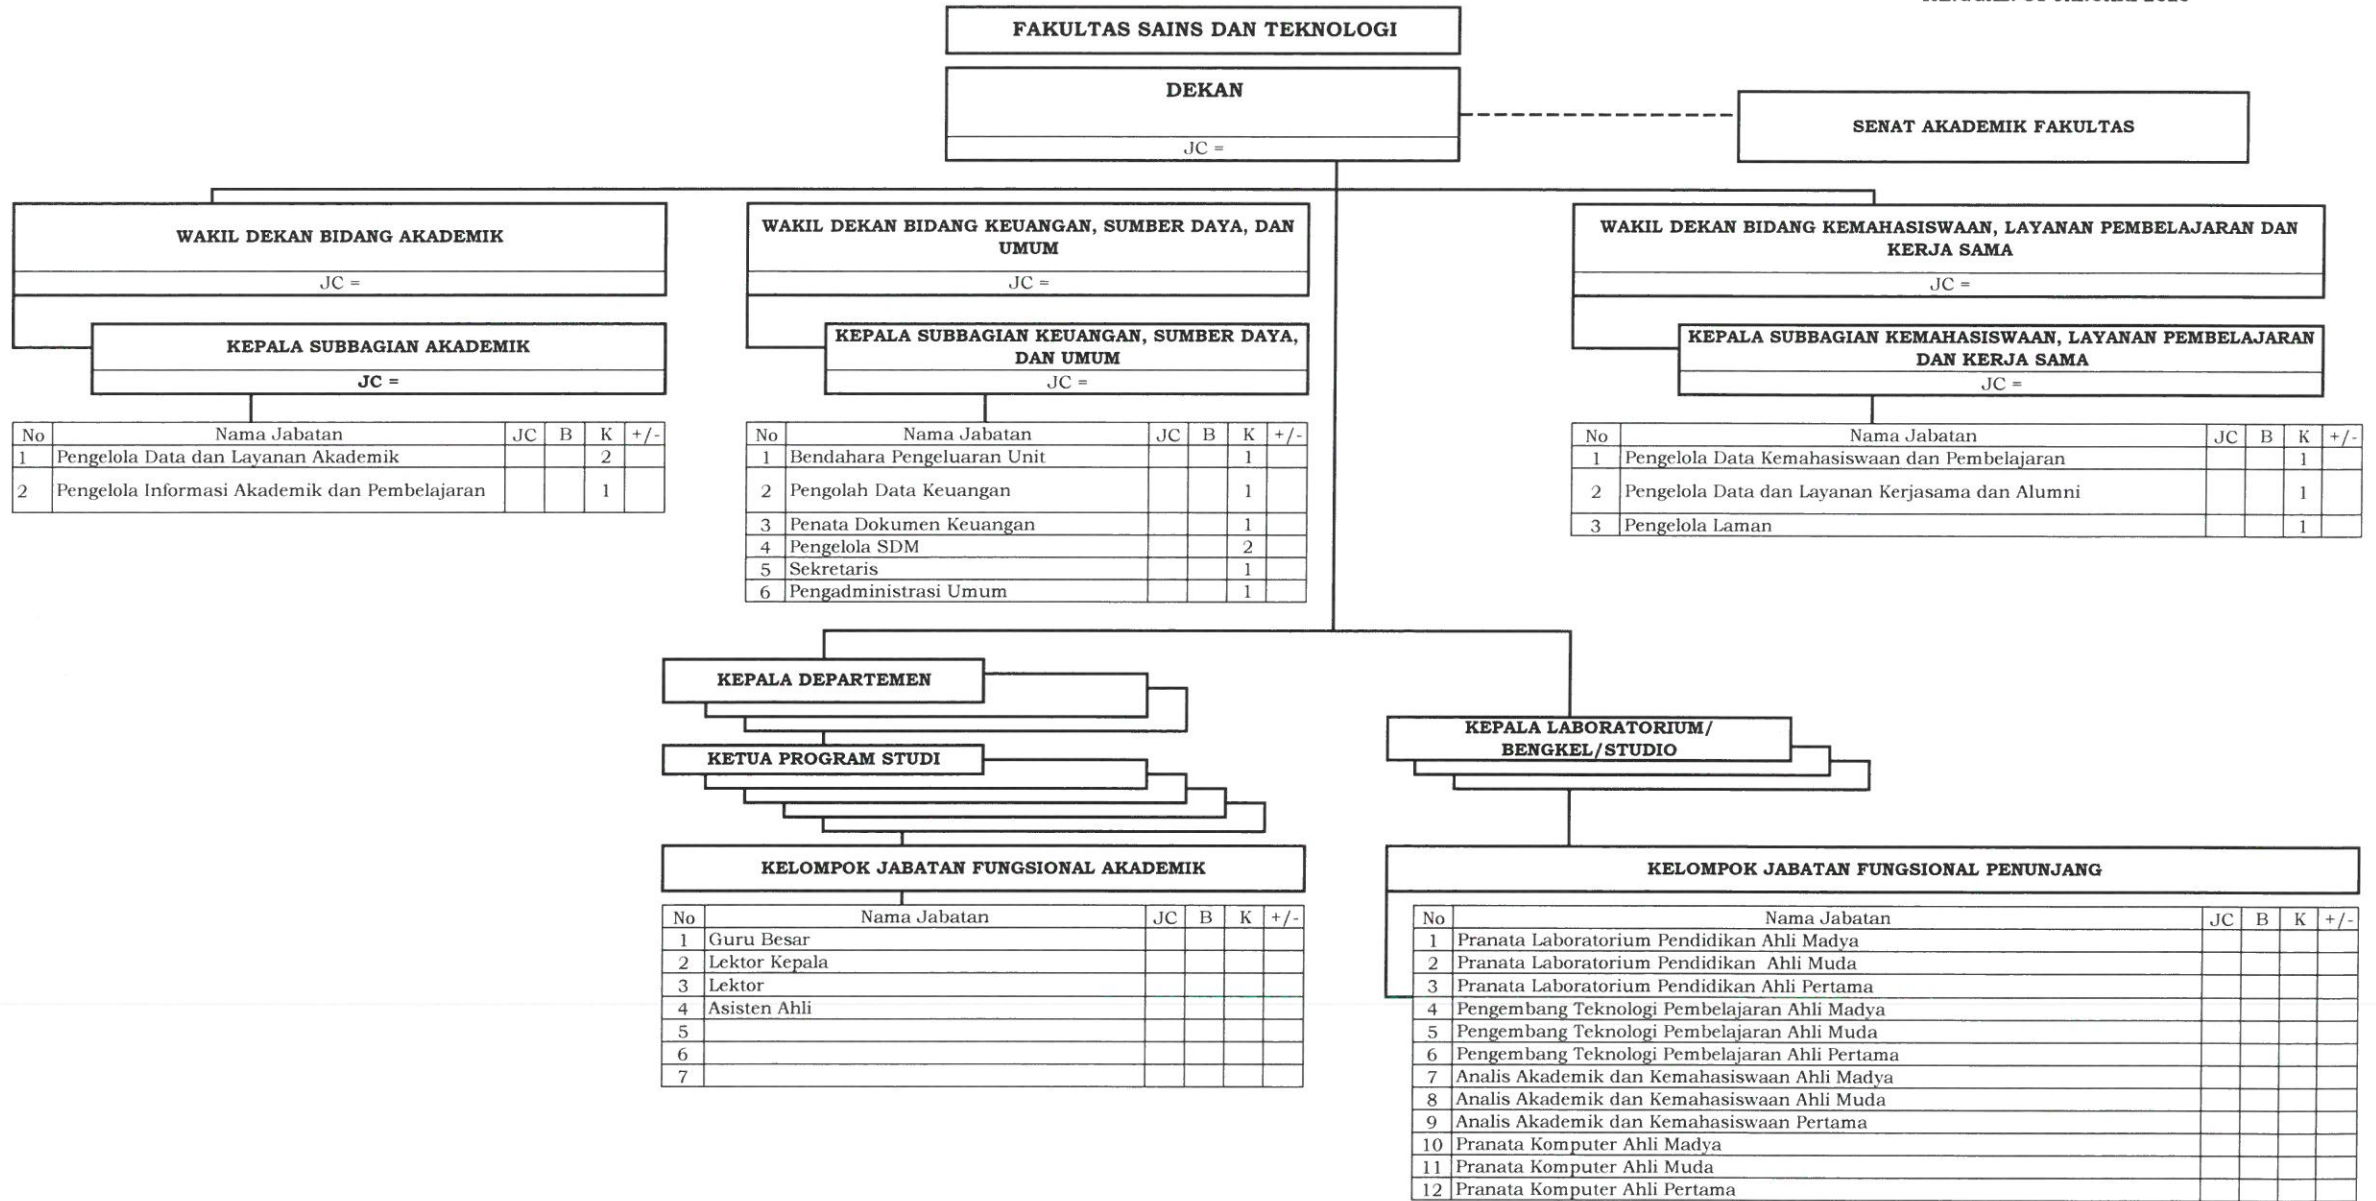 FAKULTAS SAINS DAN TEKNOLOGI
DEKAN
JC =
SENAT AKADEMIK FAKULTAS
WAKIL DEKAN BIDANG AKADEMIK
JC =
KEPALA SUBBAGIAN AKADEMIK
JC =
No Nama Jabatan JC B K +/-
1 Pengelola Data dan Layanan Akademik 2
2 Pengelola Informasi Akademik dan Pembelajaran 1
WAKIL DEKAN BIDANG KEUANGAN, SUMBER DAYA, DAN
UMUM
JC =
KEPALA SUBBAGIAN KEUANGAN, SUMBER DAYA,
DAN UMUM
JC =
No Nama Jabatan JC B K +/-
1 Bendahara Pengeluaran Unit 1
2 Pengolah Data Keuangan 1
3 Penata Dokumen Keuangan 1
4 Pengelola SDM 2
5 Sekretaris 1
6 Pengadministrasi Umum 1
WAKIL DEKAN BIDANG KEMAHASISWAAN, LAYANAN PEMBELAJARAN DAN
KERJA SAMA
JC =
KEPALA SUBBAGIAN KEMAHASISWAAN, LAYANAN PEMBELAJARAN
DAN KERJA SAMA
JC =
No Nama Jabatan JC B K +/-
1 Pengelola Data Kemahasiswaan dan Pembelajaran 1
2 Pengelola Data dan Layanan Kerjasama dan Alumni 1
3 Pengelola Laman 1
KEPALA DEPARTEMEN
KETUA PROGRAM STUDI
KELOMPOK JABATAN FUNGSIONAL AKADEMIK
No Nama Jabatan JC B K +/-
1 Guru Besar
2 Lektor Kepala
3 Lektor
4 Asisten Ahli
5
6
7
KEPALA LABORATORIUM/
BENGKEL/STUDIO
KELOMPOK JABATAN FUNGSIONAL PENUNJANG
No Nama Jabatan JC B K +/-
1 Pranata Laboratorium Pendidikan Ahli Madya
2 Pranata Laboratorium Pendidikan Ahli Muda
3 Pranata Laboratorium Pendidikan Ahli Pertama
4 Pengembang Teknologi Pembelajaran Ahli Madya
5 Pengembang Teknologi Pembelajaran Ahli Muda
6 Pengembang Teknologi Pembelajaran Ahli Pertama
7 Analis Akademik dan Kemahasiswaan Ahli Madya
8 Analis Akademik dan Kemahasiswaan Ahli Muda
9 Analis Akademik dan Kemahasiswaan Pertama
10 Pranata Komputer Ahli Madya
11 Pranata Komputer Ahli Muda
12 Pranata Komputer Ahli Pertama